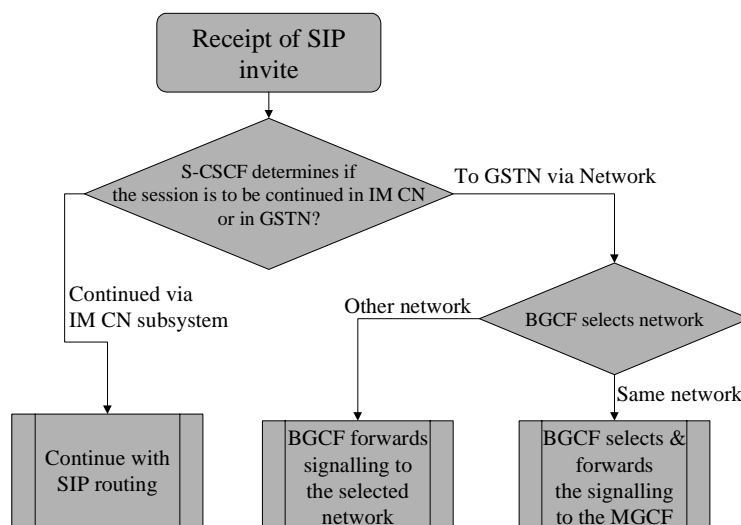 Receipt of SIP
invite
S-CSCF determines if
the session is to be continued in IM CN
or in GSTN?
To GSTN via Network
Continued via
IM CN subsystem
Other network
BGCF selects network
Same network
Continue with
SIP routing
BGCF forwards
signalling to
the selected
network
BGCF selects &
forwards
the signalling
to the MGCF